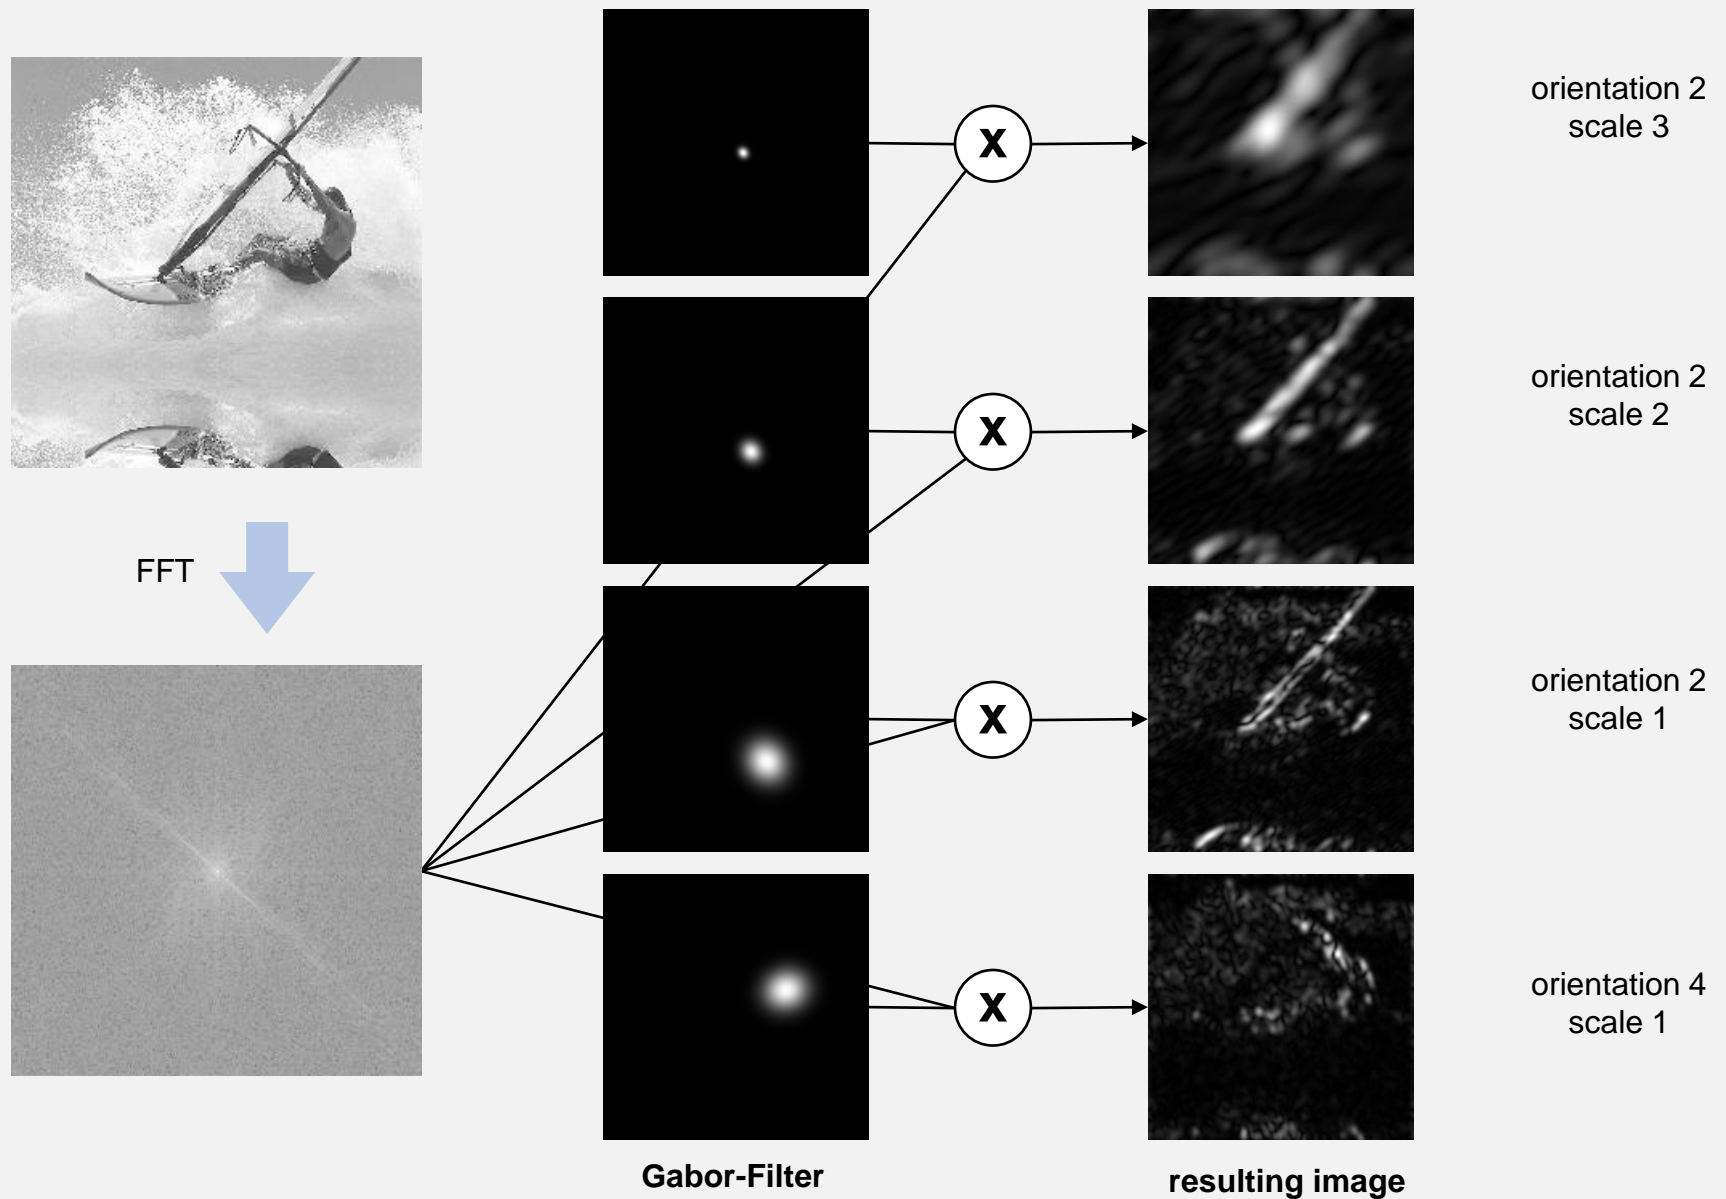 orientation 2
scale 3
X
orientation 2
scale 2
X
FFT
orientation 2
scale 1
X
orientation 4
scale 1
X
Gabor-Filter
resulting image